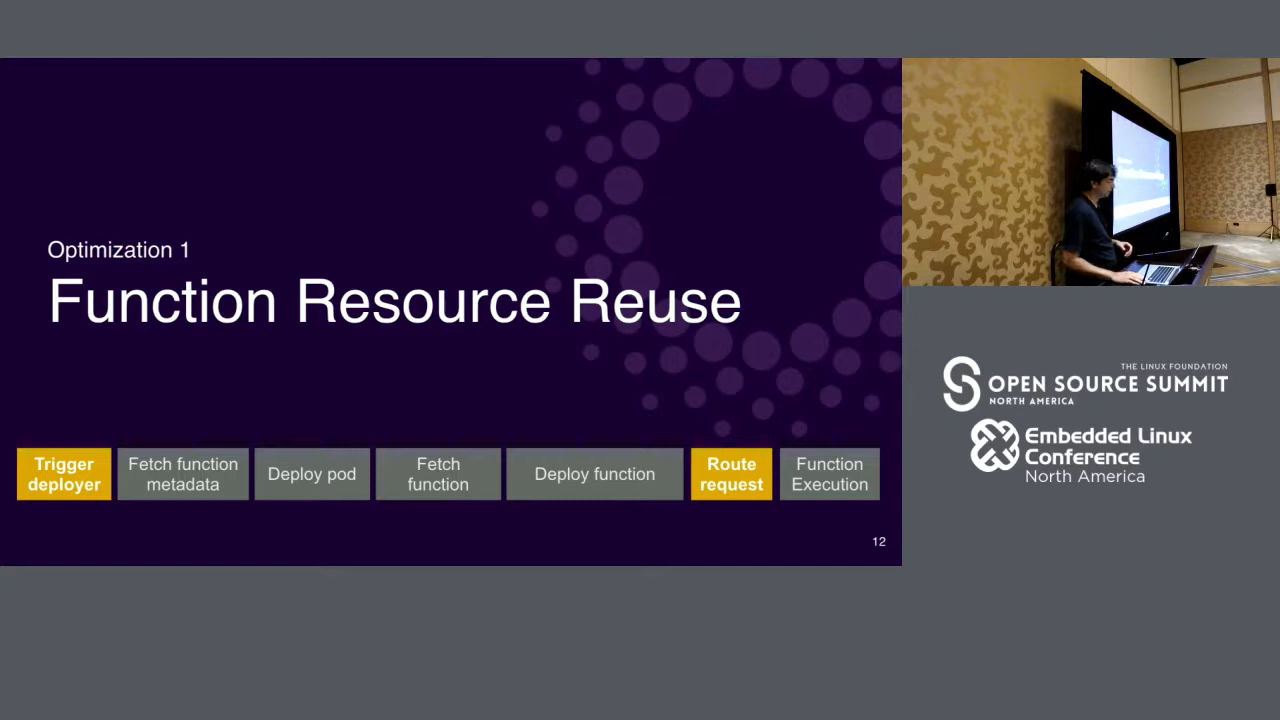 Optimization 1
Function Resource Reuse
Trigger
deployer
Fetch function
metadata
Deploy pod
Fetch
function
Deploy function
Route
request
Function
Execution
12
THE LINUX FOUNDATION
OPEN SOURCE SUMMIT
NORTH AMERICA
Embedded Linux
Conference
North America